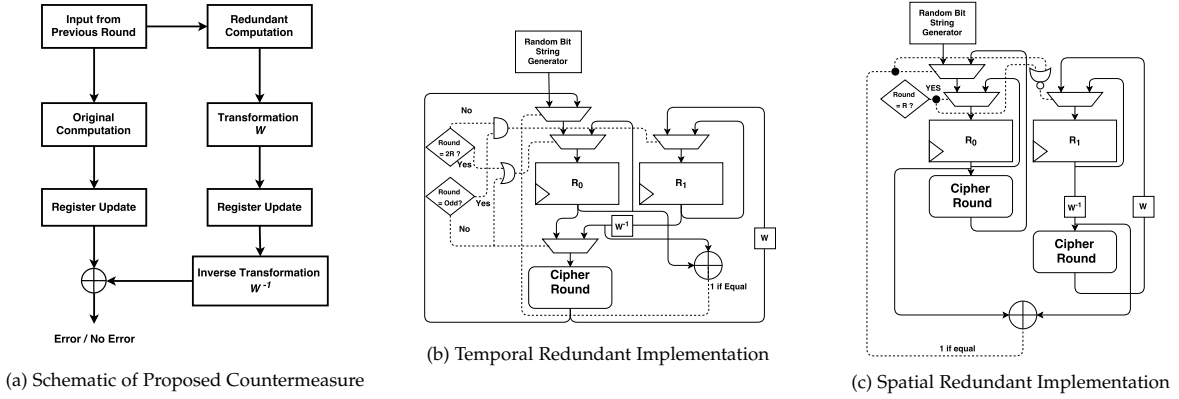 Input from
Previous Round
Redundant
Computation
Original
Conmputation
Transformation
W
Register Update
Register Update
Inverse Transformation
W⁻¹
Error / No Error
(a) Schematic of Proposed Countermeasure
Random Bit
String
Generator
No
Round
= 2R ?
Yes
Round
= Odd?
Yes
No
R₀
R₁
W⁻¹
W
Cipher
Round
1 if Equal
(b) Temporal Redundant Implementation
Random Bit
String
Generator
YES
Round
= R ?
R₀
R₁
Cipher
Round
W⁻¹
W
Cipher
Round
1 if equal
(c) Spatial Redundant Implementation